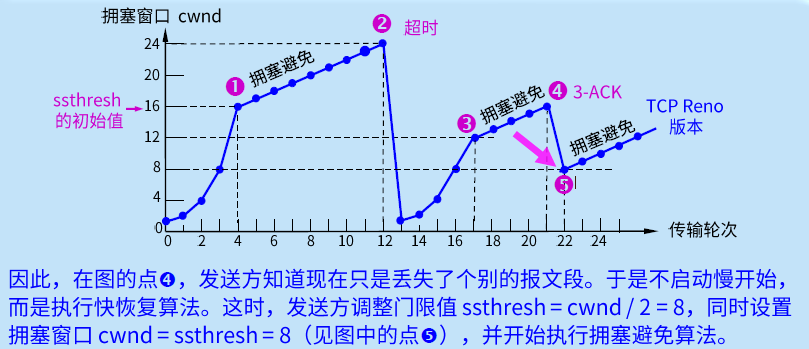 拥塞窗口 cwnd
❷
超时
24
20
16
12
8
4
0
❶
拥塞避免
ssthresh
的初始值
❸
拥塞避免
❹
3-ACK
TCP Reno
版本
拥塞避免
❺
0 2 4 6 8 10 12 14 16 18 20 22 24
传输轮次
因此，在图的点❹，发送方知道现在只是丢失了个别的报文段。于是不启动慢开始，
而是执行快恢复算法。这时，发送方调整门限值 ssthresh = cwnd / 2 = 8，同时设置
拥塞窗口 cwnd = ssthresh = 8（见图中的点❺），并开始执行拥塞避免算法。